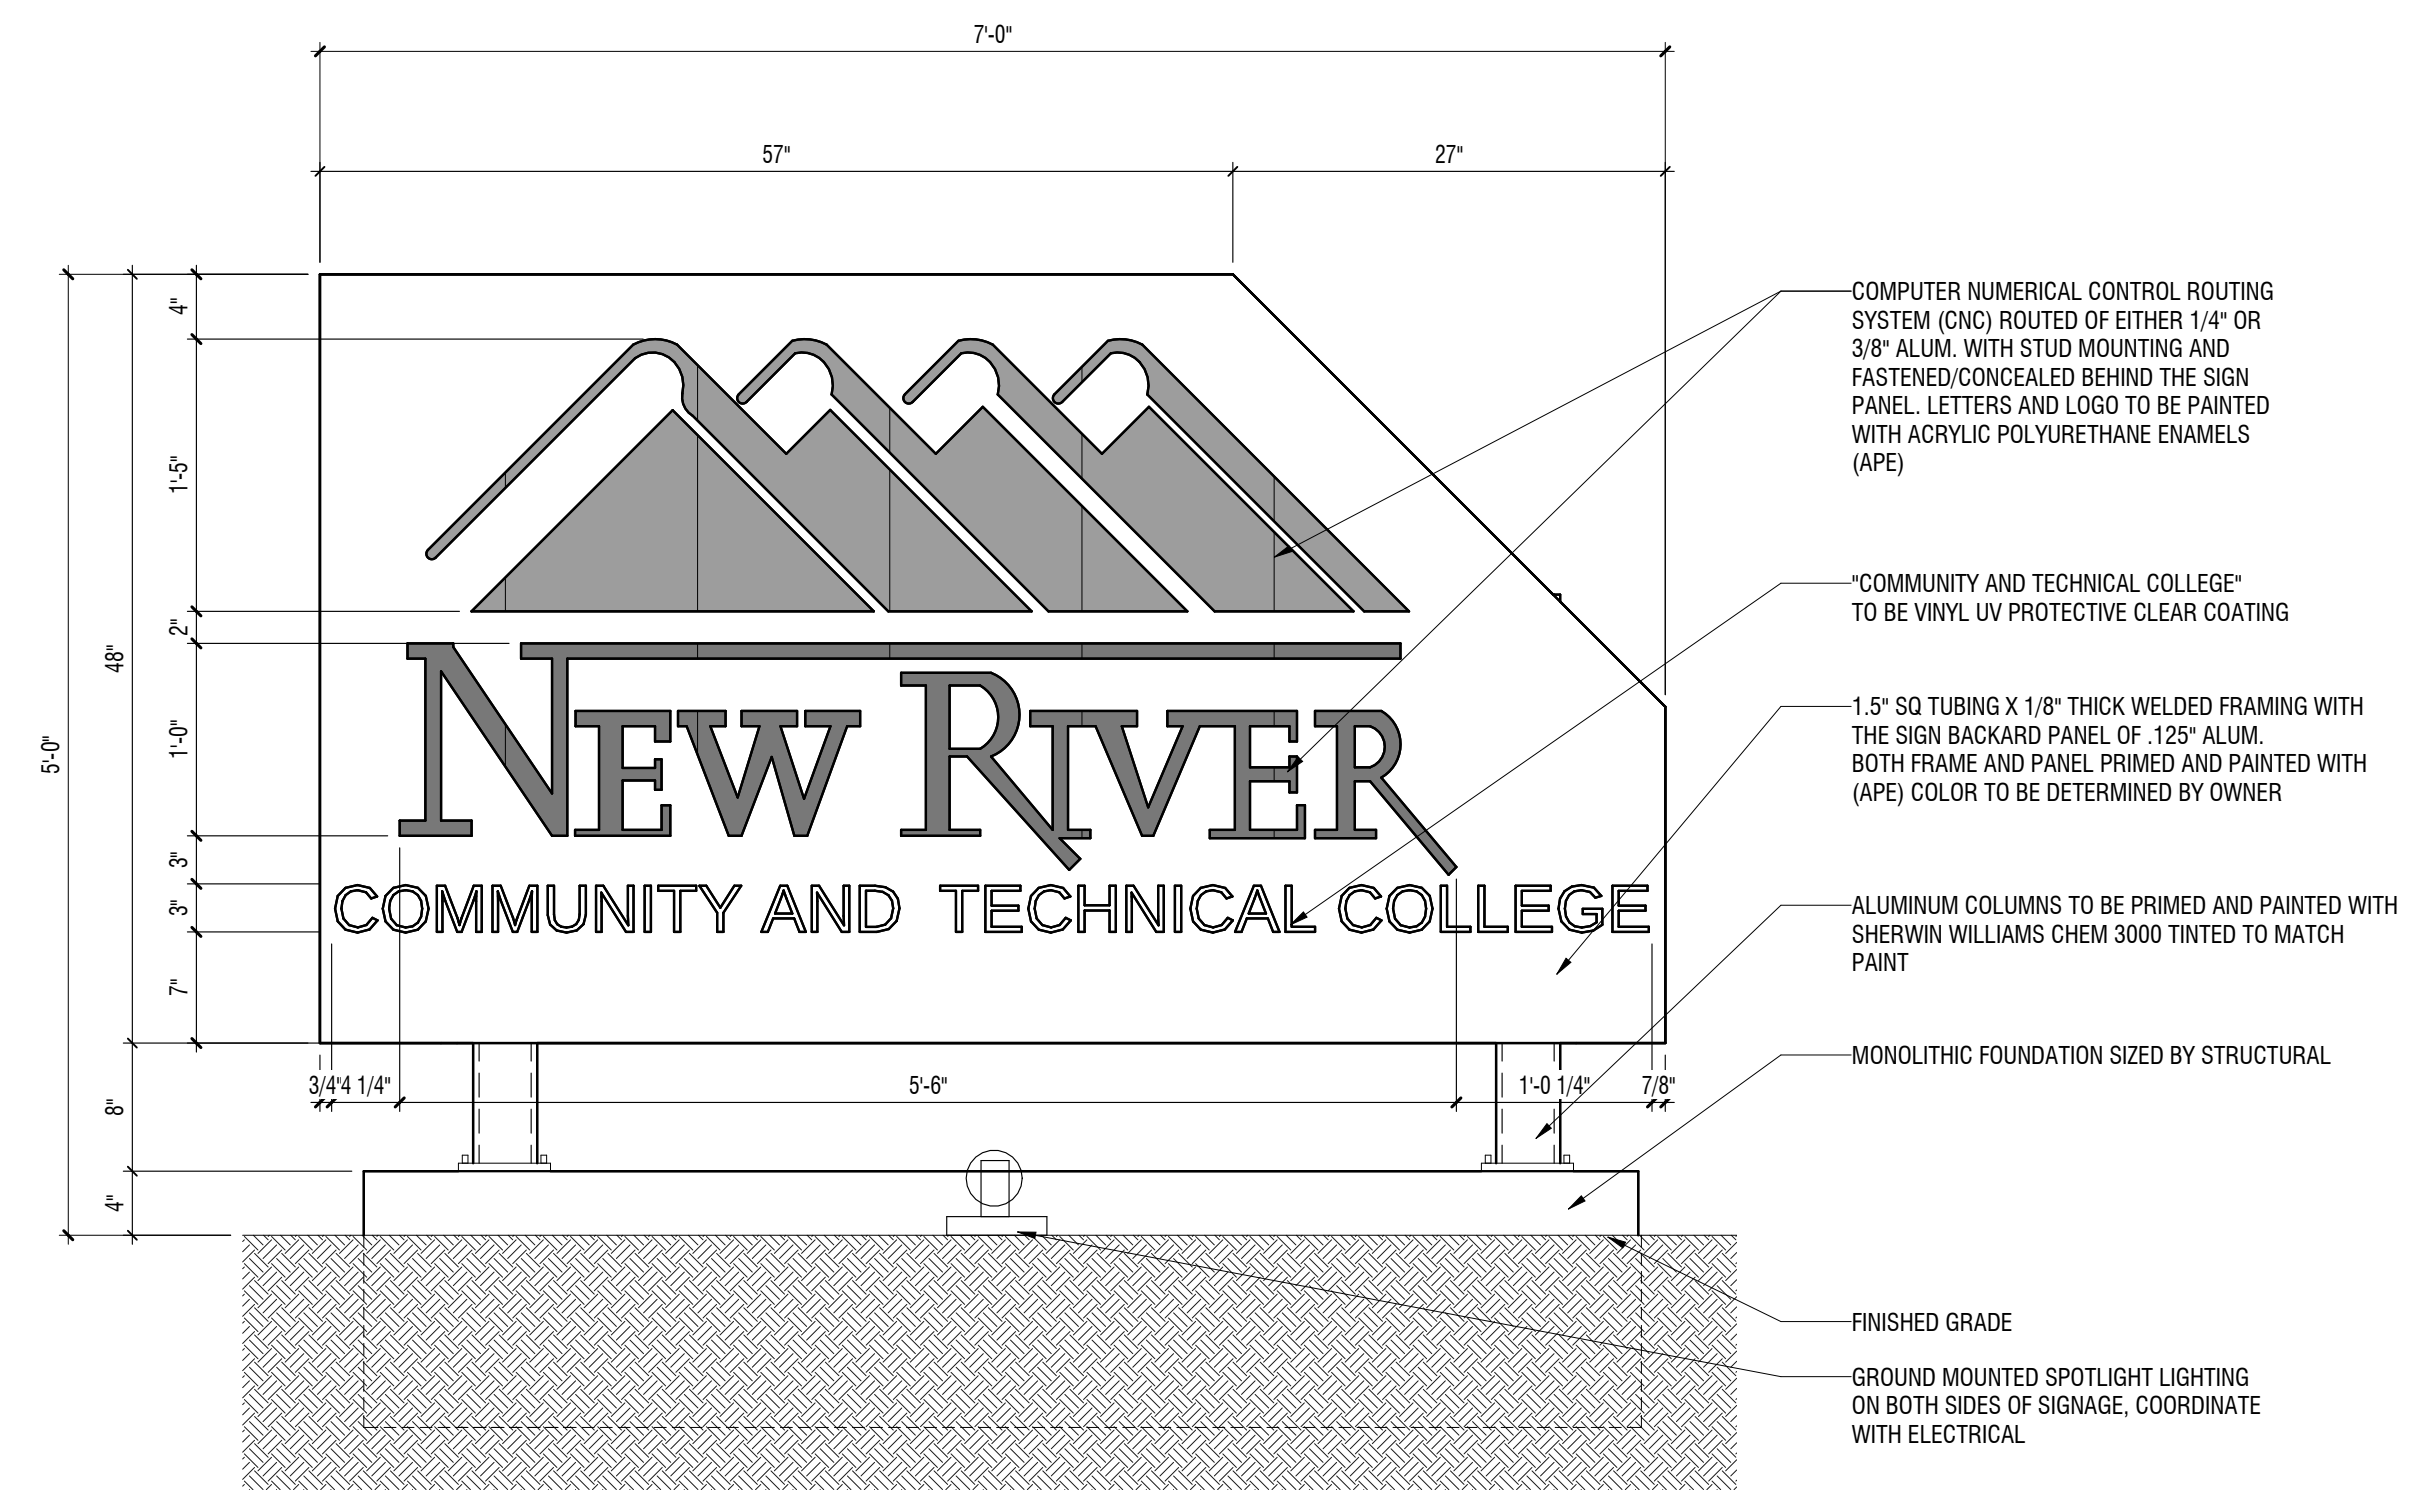 7'-0"
57"
27"
4"
1'-5"
2"
48"
1'-0"
5'-0"
3"
3"
7"
8"
4"
NEW RIVER
COMMUNITY AND TECHNICAL COLLEGE
3/4"
4 1/4"
5'-6"
1'-0 1/4"
7/8"
COMPUTER NUMERICAL CONTROL ROUTING
SYSTEM (CNC) ROUTED OF EITHER 1/4" OR
3/8" ALUM. WITH STUD MOUNTING AND
FASTENED/CONCEALED BEHIND THE SIGN
PANEL. LETTERS AND LOGO TO BE PAINTED
WITH ACRYLIC POLYURETHANE ENAMELS
(APE)
"COMMUNITY AND TECHNICAL COLLEGE"
TO BE VINYL UV PROTECTIVE CLEAR COATING
1.5" SQ TUBING X 1/8" THICK WELDED FRAMING WITH
THE SIGN BACKARD PANEL OF .125" ALUM.
BOTH FRAME AND PANEL PRIMED AND PAINTED WITH
(APE) COLOR TO BE DETERMINED BY OWNER
ALUMINUM COLUMNS TO BE PRIMED AND PAINTED WITH
SHERWIN WILLIAMS CHEM 3000 TINTED TO MATCH
PAINT
MONOLITHIC FOUNDATION SIZED BY STRUCTURAL
FINISHED GRADE
GROUND MOUNTED SPOTLIGHT LIGHTING
ON BOTH SIDES OF SIGNAGE, COORDINATE
WITH ELECTRICAL